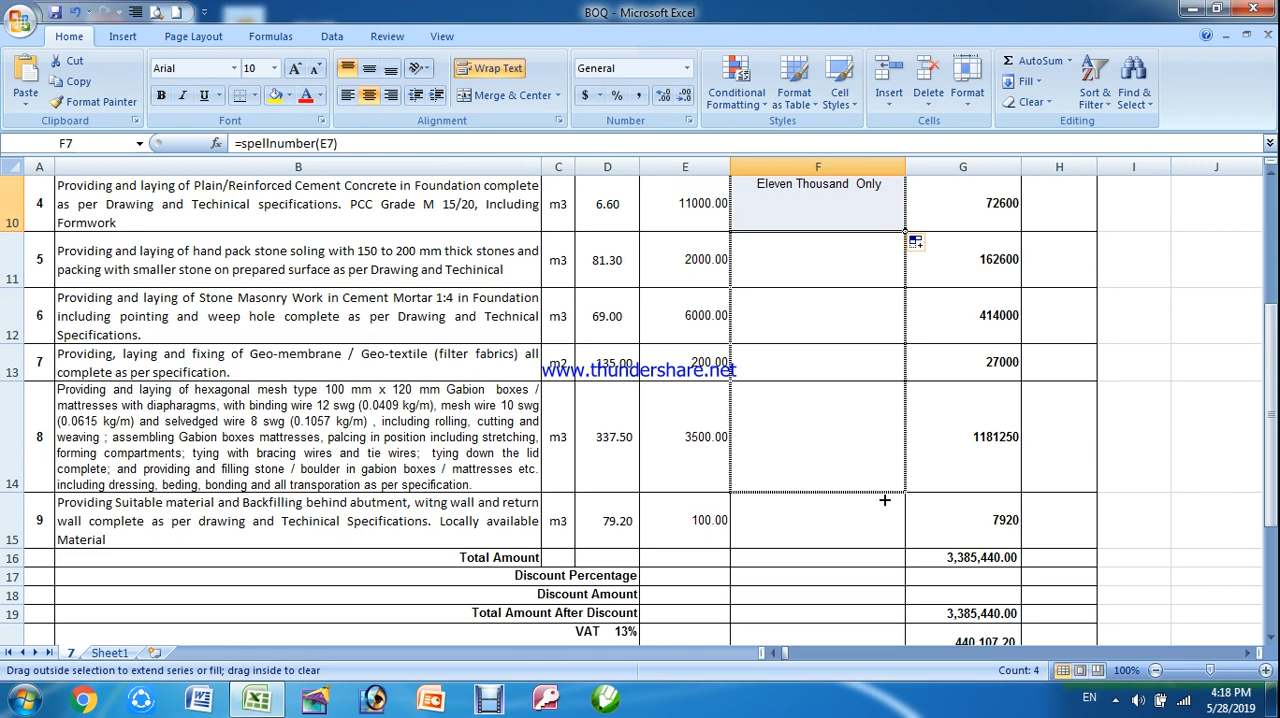 BOQ - Microsoft Excel
Home Insert Page Layout Formulas Data Review View
Paste
Cut
Copy
Format Painter
Clipboard
Arial 10
B I U
Font
Wrap Text
Merge & Center
Alignment
General
$ % ,
Number
Conditional Formatting
Format as Table
Cell Styles
Styles
Insert Delete Format
Cells
AutoSum
Fill
Clear
Sort & Filter
Find & Select
Editing
F7 fx =spellnumber(E7)
A B C D E F G H I J
10 4 Providing and laying of Plain/Reinforced Cement Concrete in Foundation complete
as per Drawing and Techinical specifications. PCC Grade M 15/20, Including
Formwork
m3 6.60 11000.00 Eleven Thousand Only 72600
11 5 Providing and laying of hand pack stone soling with 150 to 200 mm thick stones and
packing with smaller stone on prepared surface as per Drawing and Techinical
m3 81.30 2000.00 162600
12 6 Providing and laying of Stone Masonry Work in Cement Mortar 1:4 in Foundation
including pointing and weep hole complete as per Drawing and Technical
Specifications.
m3 69.00 6000.00 414000
13 7 Providing, laying and fixing of Geo-membrane / Geo-textile (filter fabrics) all
complete as per specification.
m2 135.00 200.00 27000
www.thundershare.net
14 8 Providing and laying of hexagonal mesh type 100 mm x 120 mm Gabion boxes /
mattresses with diapharagms, with binding wire 12 swg (0.0409 kg/m), mesh wire 10 swg
(0.0615 kg/m) and selvedged wire 8 swg (0.1057 kg/m) , including rolling, cutting and
weaving ; assembling Gabion boxes mattresses, palcing in position including stretching,
forming compartments; tying with bracing wires and tie wires; tying down the lid
complete; and providing and filling stone / boulder in gabion boxes / mattresses etc.
including dressing, beding, bonding and all transporation as per specification.
m3 337.50 3500.00 1181250
15 9 Providing Suitable material and Backfilling behind abutment, witng wall and return
wall complete as per drawing and Techinical Specifications. Locally available
Material
m3 79.20 100.00 7920
16 Total Amount 3,385,440.00
17 Discount Percentage
18 Discount Amount
19 Total Amount After Discount 3,385,440.00
VAT 13% 440,107.20
7 Sheet1
Drag outside selection to extend series or fill; drag inside to clear Count: 4 100%
EN 4:18 PM
5/28/2019